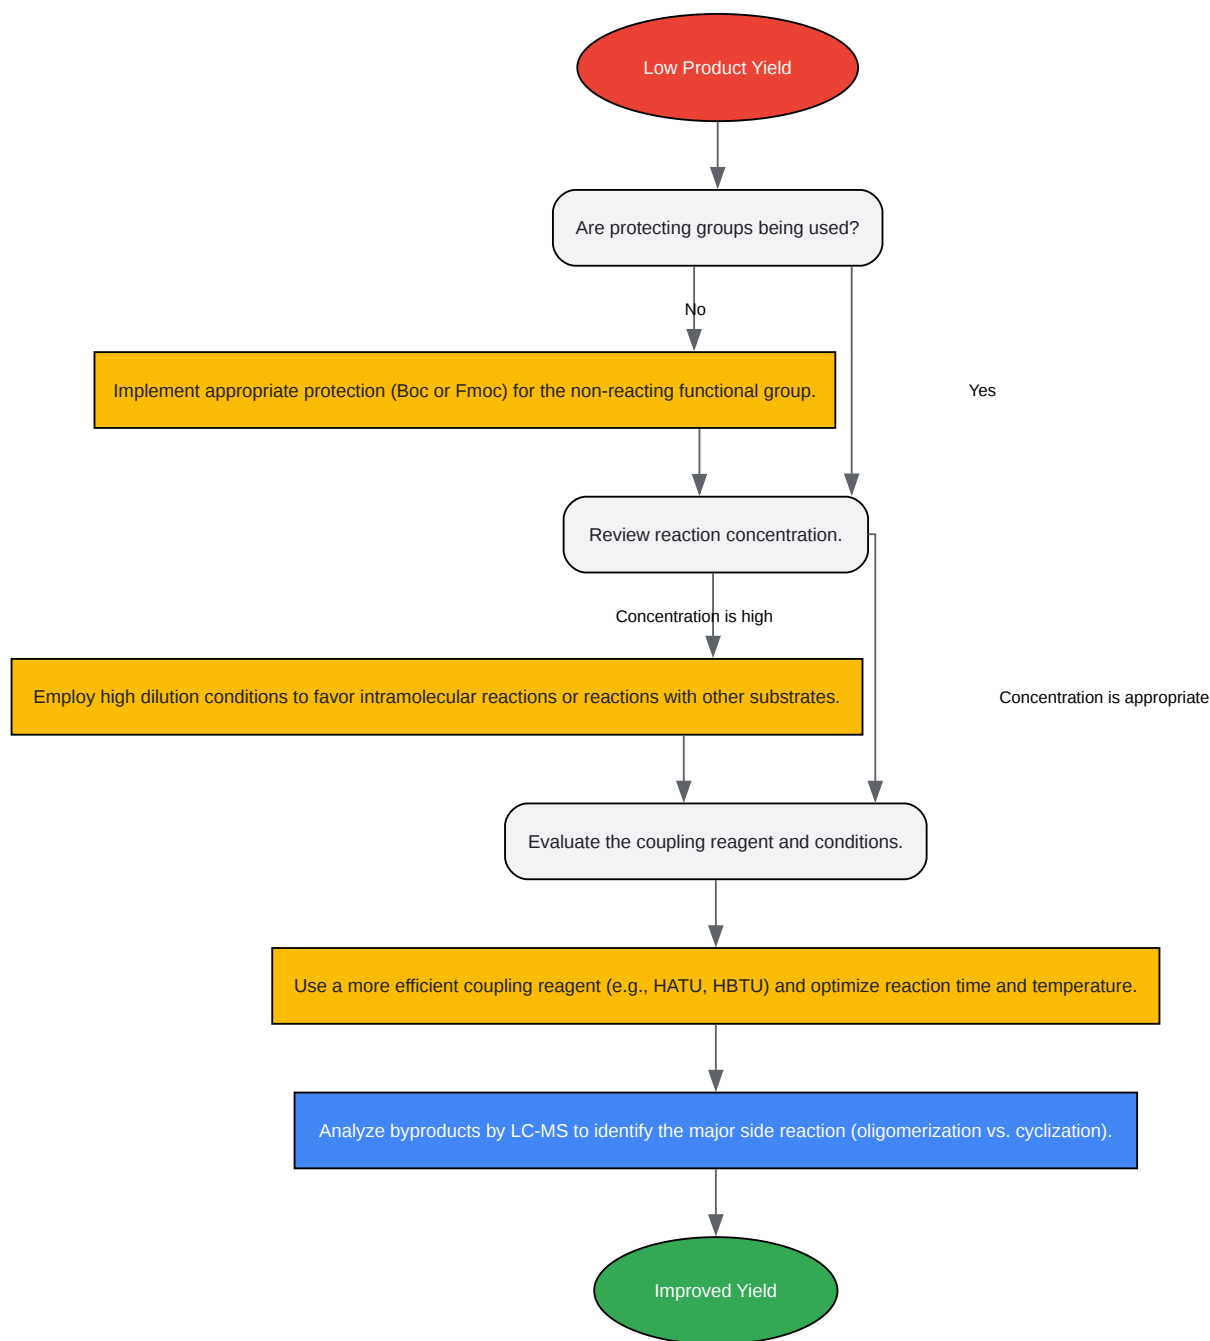 Low Product Yield
Are protecting groups being used?
No
Implement appropriate protection (Boc or Fmoc) for the non-reacting functional group.
Yes
Review reaction concentration.
Concentration is high
Employ high dilution conditions to favor intramolecular reactions or reactions with other substrates.
Concentration is appropriate
Evaluate the coupling reagent and conditions.
Use a more efficient coupling reagent (e.g., HATU, HBTU) and optimize reaction time and temperature.
Analyze byproducts by LC-MS to identify the major side reaction (oligomerization vs. cyclization).
Improved Yield